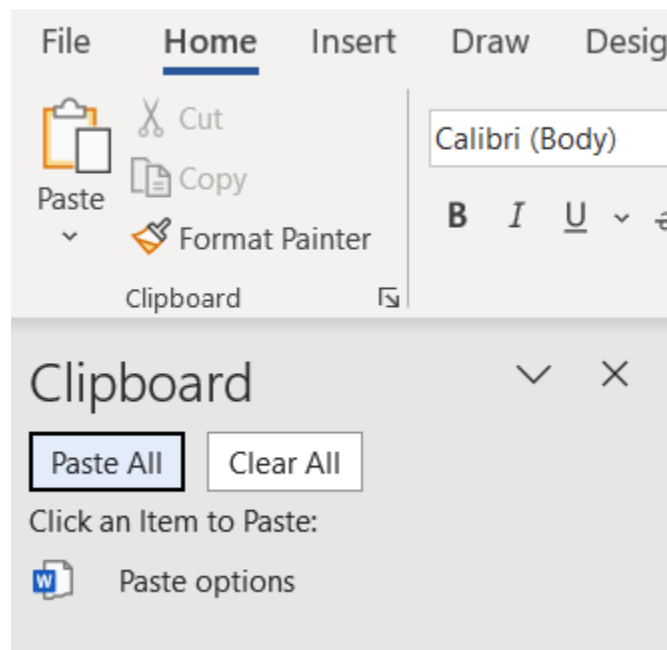 File Home Insert Draw Desig
Cut
Calibri (Body)
Copy
Paste
B I U
Format Painter
Clipboard
Clipboard
Paste All Clear All
Click an Item to Paste:
W Paste options